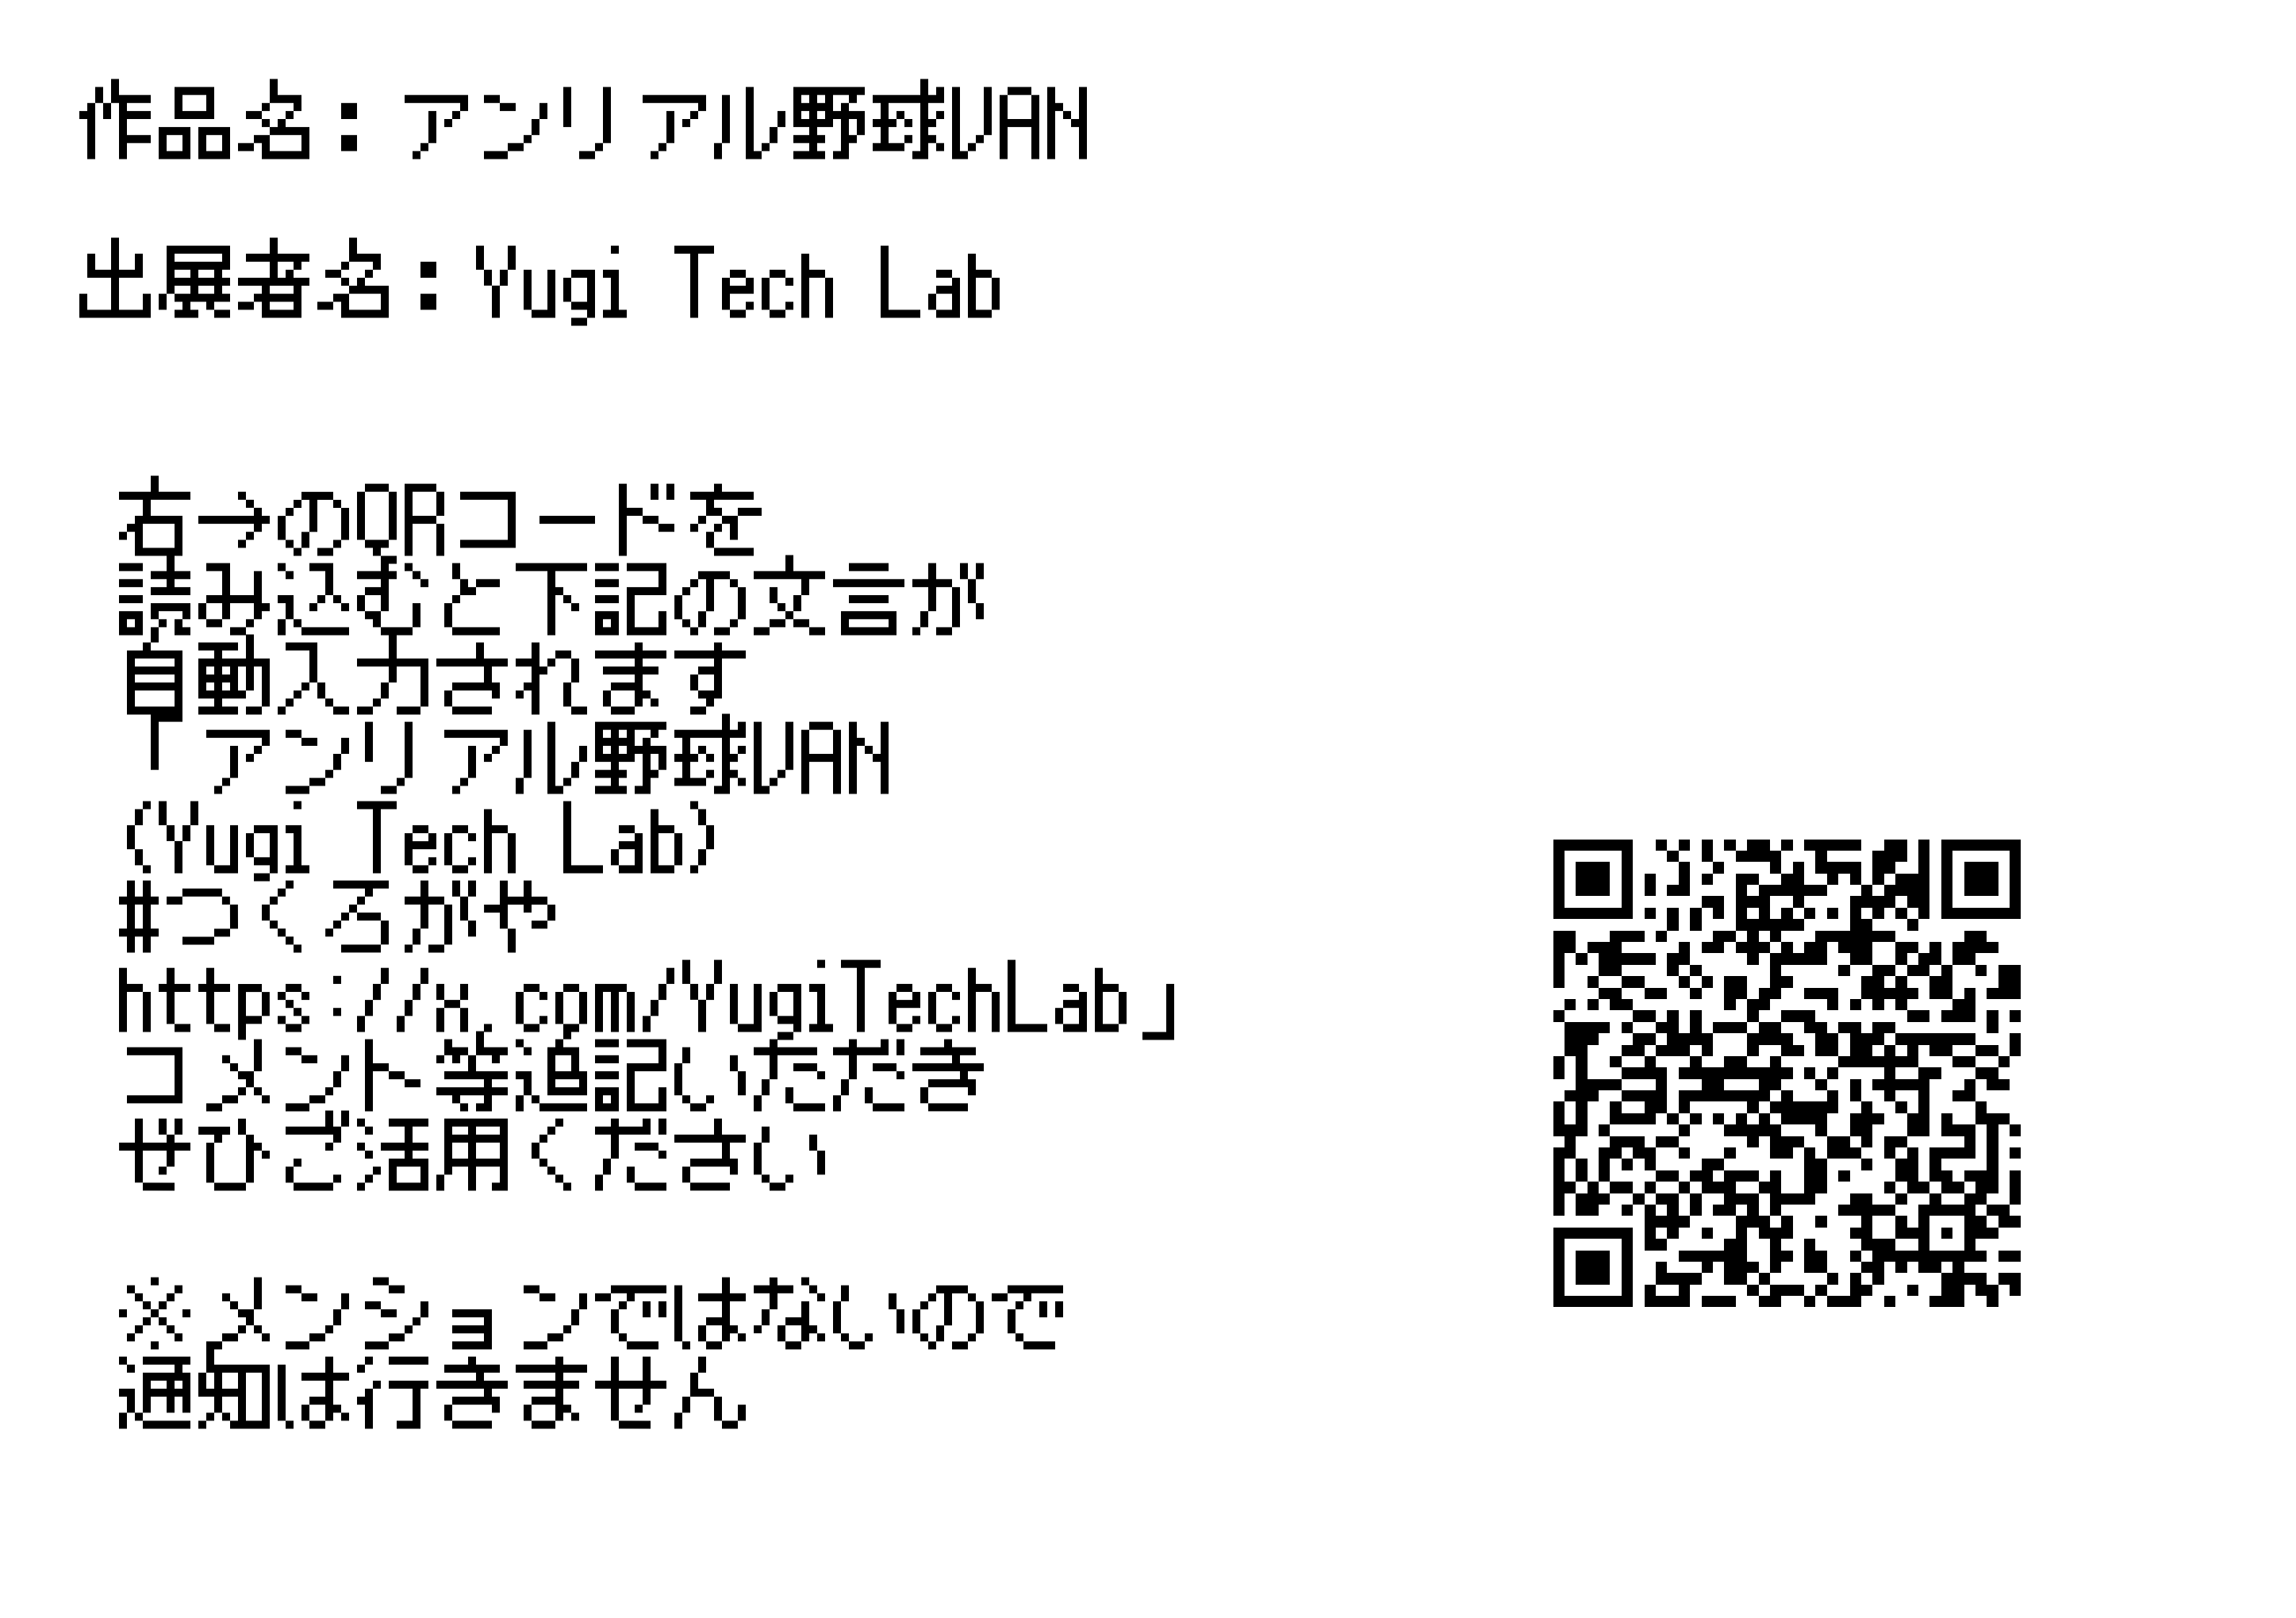 作品名：アンリアル野球VAN
出展者名：Yugi Tech Lab
右→のQRコードを
読み込むと下記の文言が
自動入力されます
「アンリアル野球VAN
(Yugi Tech Lab)
#つくろがや
https://x.com/YugiTechLab」
コメント等追記いただき
ぜひご活用ください
※メンションではないので
通知は行きません